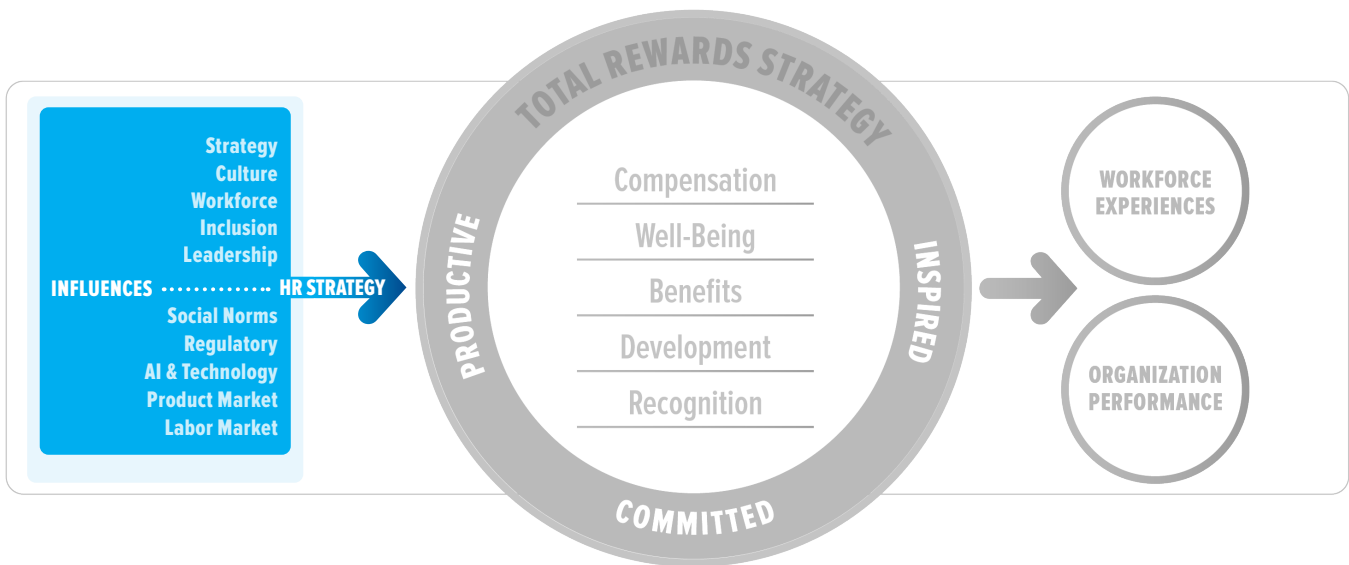 Strategy
Culture
Workforce
Inclusion
Leadership
INFLUENCES HR STRATEGY
Social Norms
Regulatory
AI & Technology
Product Market
Labor Market
TOTAL REWARDS STRATEGY
PRODUCTIVE
Compensation
Well-Being
Benefits
Development
Recognition
INSPIRED
COMMITTED
WORKFORCE
EXPERIENCES
ORGANIZATION
PERFORMANCE